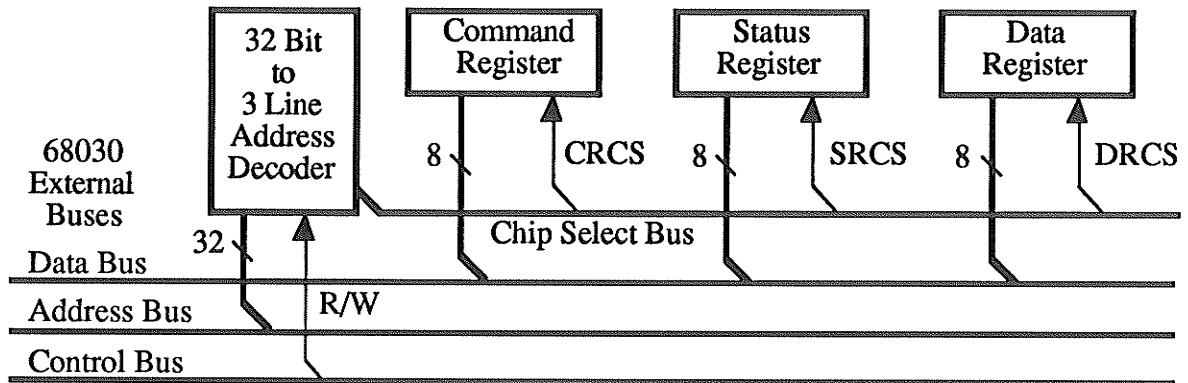 32 Bit
to
3 Line
Address
Decoder
Command
Register
Status
Register
Data
Register
68030
External
Buses
8
CRCS
8
SRCS
8
DRCS
Chip Select Bus
32
Data Bus
R/W
Address Bus
Control Bus